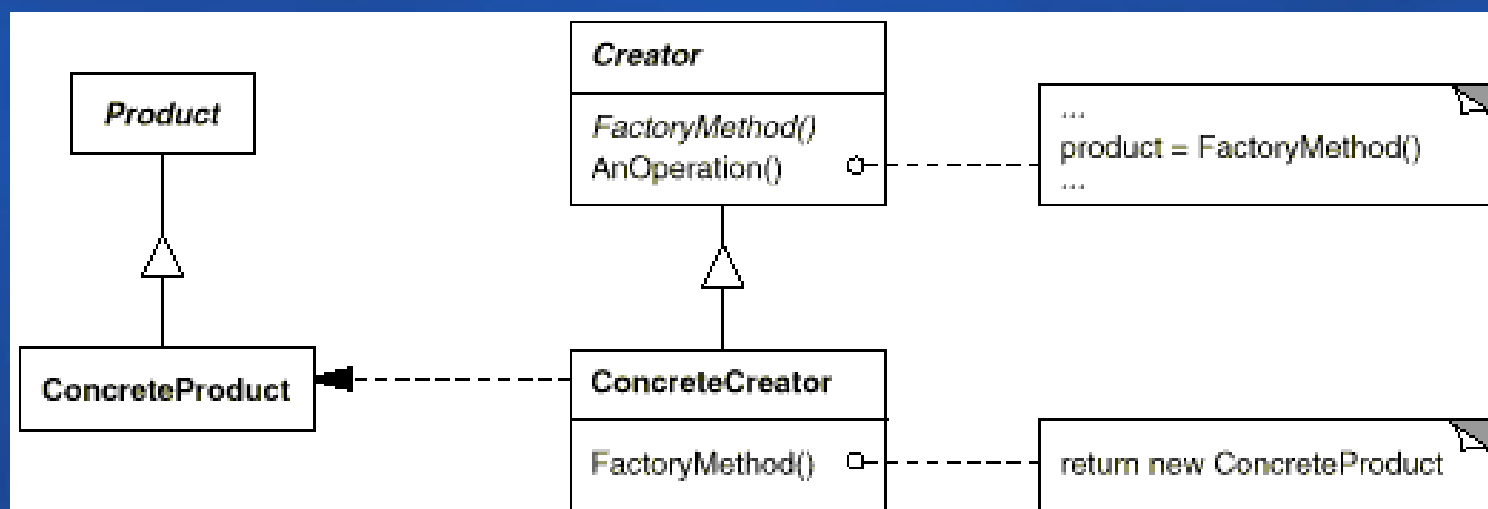 Product
ConcreteProduct
Creator
FactoryMethod()
AnOperation()
...
product = FactoryMethod()
...
ConcreteCreator
FactoryMethod()
return new ConcreteProduct